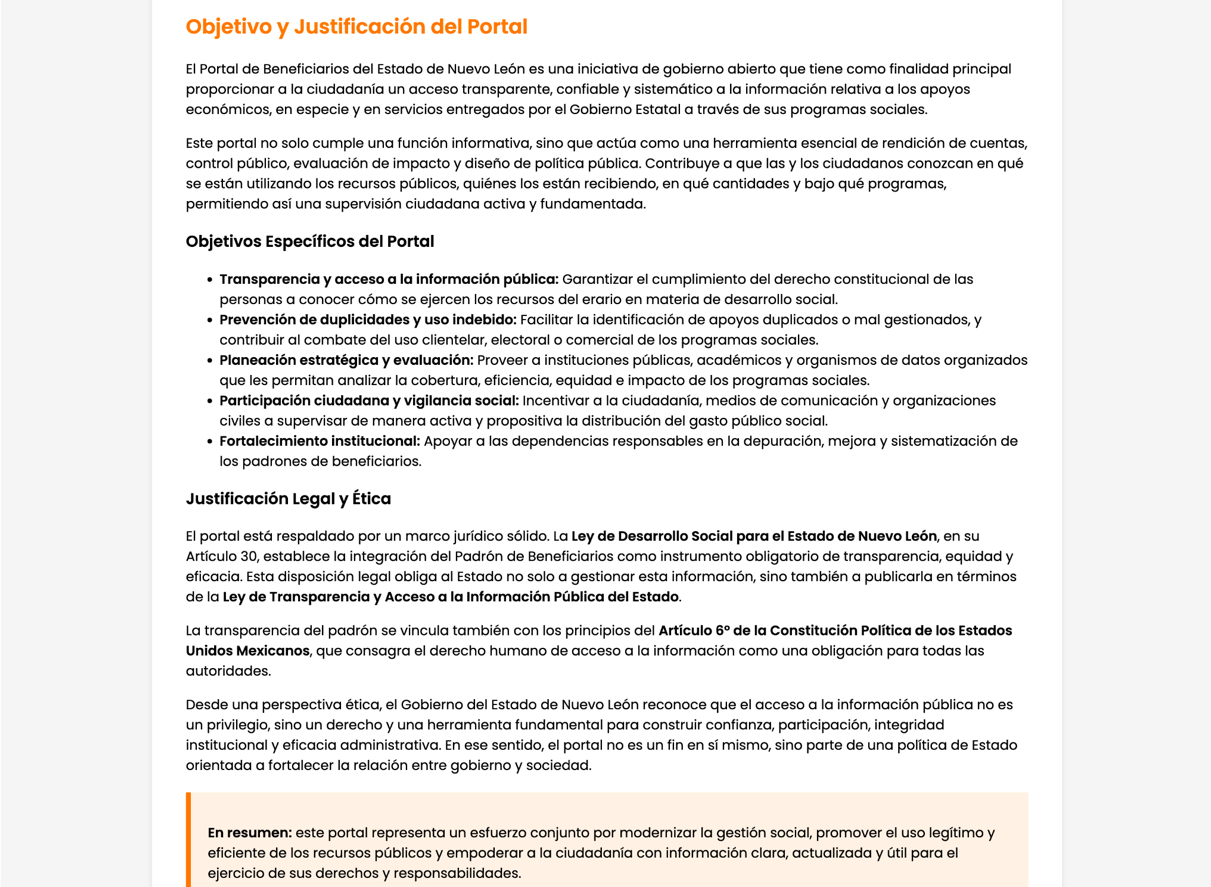 Objetivo y Justificación del Portal
El Portal de Beneficiarios del Estado de Nuevo León es una iniciativa de gobierno abierto que tiene como finalidad principal
proporcionar a la ciudadanía un acceso transparente, confiable y sistemático a la información relativa a los apoyos
económicos, en especie y en servicios entregados por el Gobierno Estatal a través de sus programas sociales.
Este portal no solo cumple una función informativa, sino que actúa como una herramienta esencial de rendición de cuentas,
control público, evaluación de impacto y diseño de política pública. Contribuye a que las y los ciudadanos conozcan en qué
se están utilizando los recursos públicos, quiénes los están recibiendo, en qué cantidades y bajo qué programas,
permitiendo así una supervisión ciudadana activa y fundamentada.
Objetivos Específicos del Portal
• Transparencia y acceso a la información pública: Garantizar el cumplimiento del derecho constitucional de las
personas a conocer cómo se ejercen los recursos del erario en materia de desarrollo social.
• Prevención de duplicidades y uso indebido: Facilitar la identificación de apoyos duplicados o mal gestionados, y
contribuir al combate del uso clientelar, electoral o comercial de los programas sociales.
• Planeación estratégica y evaluación: Proveer a instituciones públicas, académicos y organismos de datos organizados
que les permitan analizar la cobertura, eficiencia, equidad e impacto de los programas sociales.
• Participación ciudadana y vigilancia social: Incentivar a la ciudadanía, medios de comunicación y organizaciones
civiles a supervisar de manera activa y propositiva la distribución del gasto público social.
• Fortalecimiento institucional: Apoyar a las dependencias responsables en la depuración, mejora y sistematización de
los padrones de beneficiarios.
Justificación Legal y Ética
El portal está respaldado por un marco jurídico sólido. La Ley de Desarrollo Social para el Estado de Nuevo León, en su
Artículo 30, establece la integración del Padrón de Beneficiarios como instrumento obligatorio de transparencia, equidad y
eficacia. Esta disposición legal obliga al Estado no solo a gestionar esta información, sino también a publicarla en términos
de la Ley de Transparencia y Acceso a la Información Pública del Estado.
La transparencia del padrón se vincula también con los principios del Artículo 6º de la Constitución Política de los Estados
Unidos Mexicanos, que consagra el derecho humano de acceso a la información como una obligación para todas las
autoridades.
Desde una perspectiva ética, el Gobierno del Estado de Nuevo León reconoce que el acceso a la información pública no es
un privilegio, sino un derecho y una herramienta fundamental para construir confianza, participación, integridad
institucional y eficacia administrativa. En ese sentido, el portal no es un fin en sí mismo, sino parte de una política de Estado
orientada a fortalecer la relación entre gobierno y sociedad.
En resumen: este portal representa un esfuerzo conjunto por modernizar la gestión social, promover el uso legítimo y
eficiente de los recursos públicos y empoderar a la ciudadanía con información clara, actualizada y útil para el
ejercicio de sus derechos y responsabilidades.